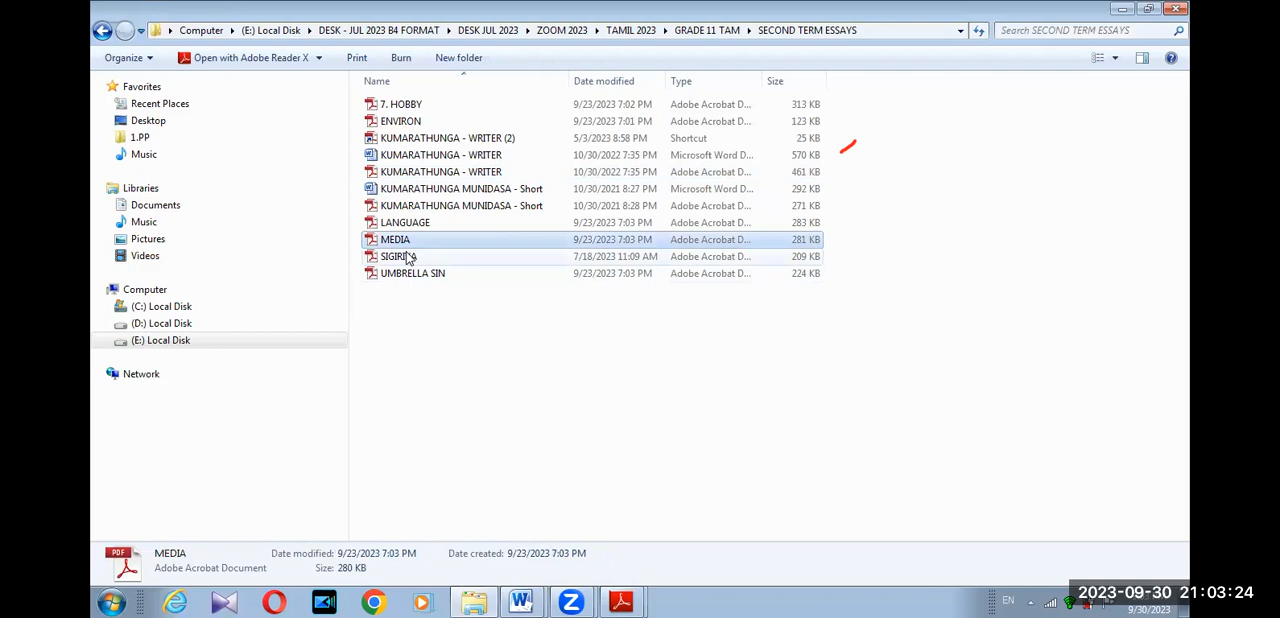 Computer ▸ (E:) Local Disk ▸ DESK - JUL 2023 B4 FORMAT ▸ DESK JUL 2023 ▸ ZOOM 2023 ▸ TAMIL 2023 ▸ GRADE 11 TAM ▸ SECOND TERM ESSAYS Search SECOND TERM ESSAYS
Organize Open with Adobe Reader X Print Burn New folder
Name Date modified Type Size
Favorites
Recent Places
Desktop
1.PP
Music
Libraries
Documents
Music
Pictures
Videos
Computer
(C:) Local Disk
(D:) Local Disk
(E:) Local Disk
Network
7. HOBBY 9/23/2023 7:02 PM Adobe Acrobat D... 313 KB
ENVIRON 9/23/2023 7:01 PM Adobe Acrobat D... 123 KB
KUMARATHUNGA - WRITER (2) 5/3/2023 8:58 PM Shortcut 25 KB
KUMARATHUNGA - WRITER 10/30/2022 7:35 PM Microsoft Word D... 570 KB
KUMARATHUNGA - WRITER 10/30/2022 7:35 PM Adobe Acrobat D... 461 KB
KUMARATHUNGA MUNIDASA - Short 10/30/2021 8:27 PM Microsoft Word D... 292 KB
KUMARATHUNGA MUNIDASA - Short 10/30/2021 8:28 PM Adobe Acrobat D... 271 KB
LANGUAGE 9/23/2023 7:03 PM Adobe Acrobat D... 283 KB
MEDIA 9/23/2023 7:03 PM Adobe Acrobat D... 281 KB
7/18/2023 11:09 AM Adobe Acrobat D... 209 KB
UMBRELLA SIN 9/23/2023 7:03 PM Adobe Acrobat D... 224 KB
PDF
MEDIA Date modified: 9/23/2023 7:03 PM Date created: 9/23/2023 7:03 PM
Adobe Acrobat Document Size: 280 KB
EN
2023-09-30 21:03:24
9/30/2023